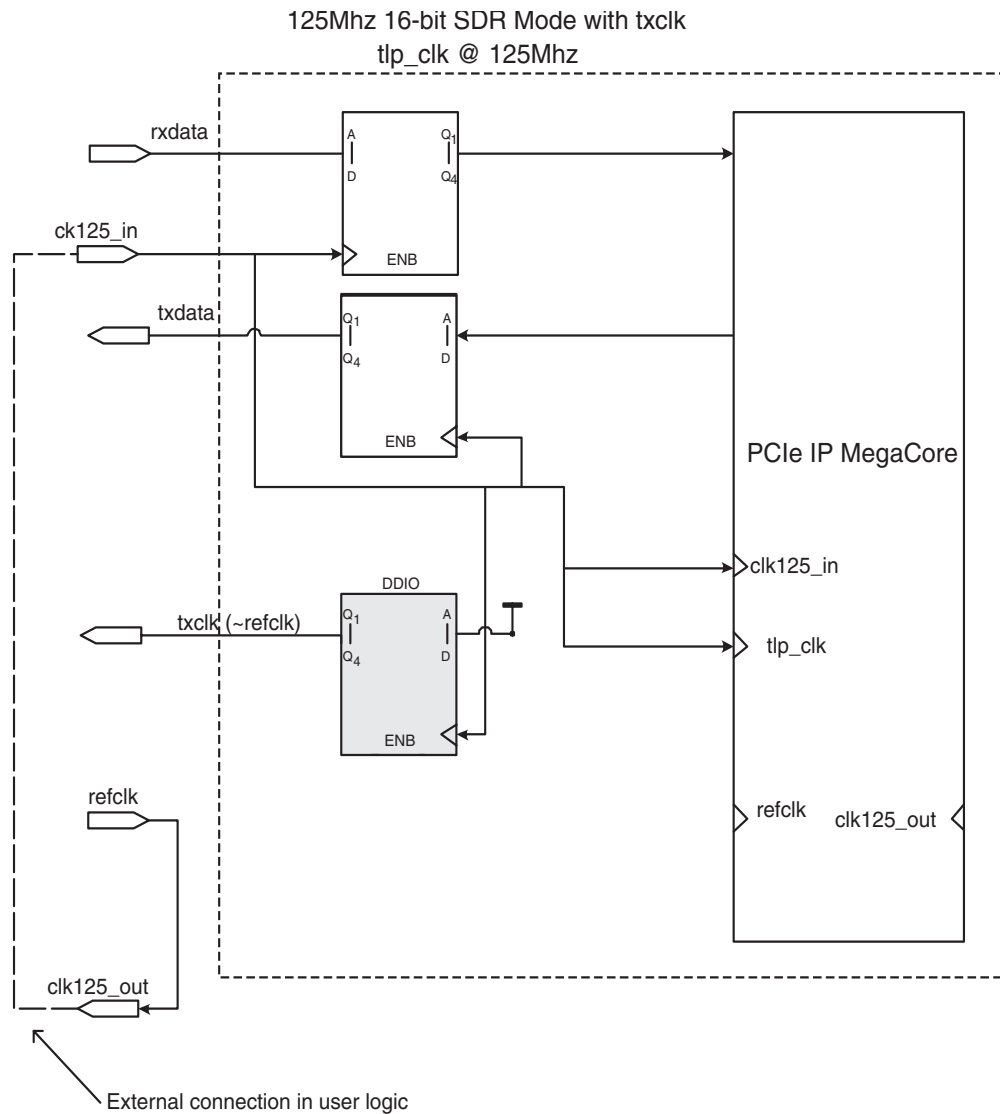 125Mhz 16-bit SDR Mode with txclk
tlp_clk @ 125Mhz
rxdata
A
D
Q1
Q4
ENB
ck125_in
txdata
Q1
Q4
A
D
ENB
PCIe IP MegaCore
clk125_in
DDIO
txclk (~refclk)
Q1
Q4
A
D
ENB
tlp_clk
refclk
refclk
clk125_out
clk125_out
External connection in user logic